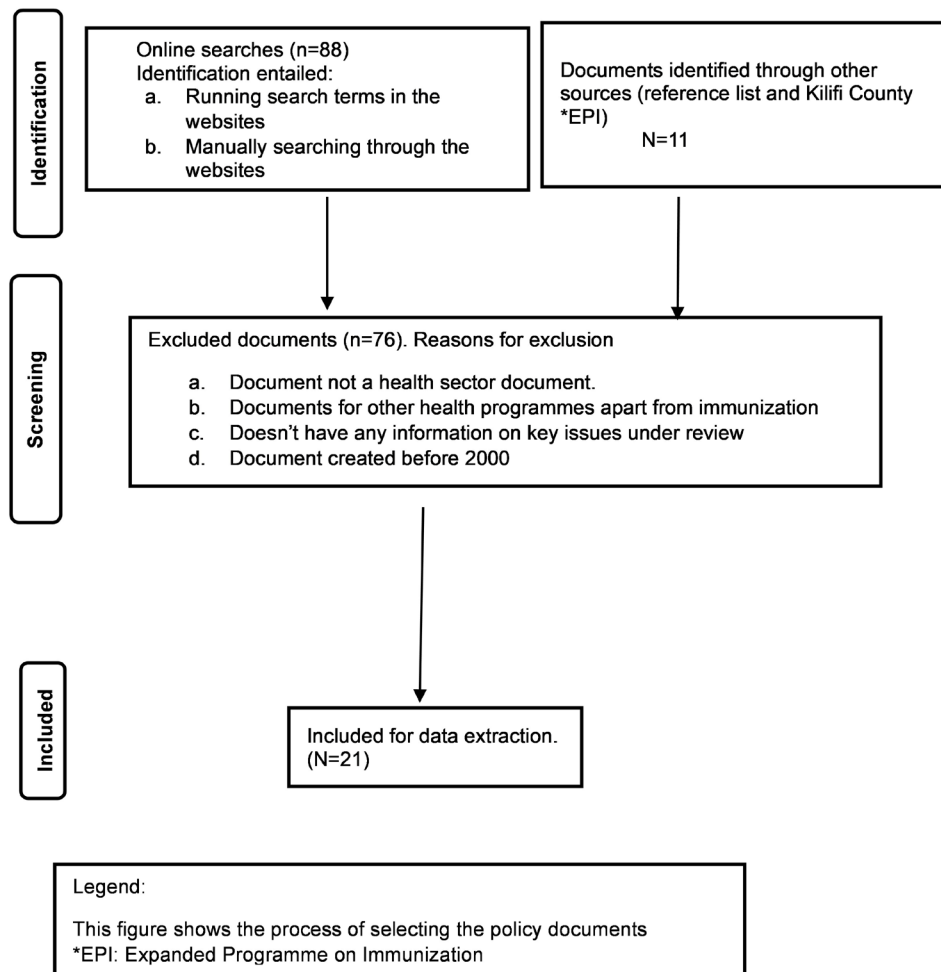 Identification
Online searches (n=88)
Identification entailed:
a. Running search terms in the
websites
b. Manually searching through the
websites
Documents identified through other
sources (reference list and Kilifi County
*EPI)
N=11
Screening
Excluded documents (n=76). Reasons for exclusion
a. Document not a health sector document.
b. Documents for other health programmes apart from immunization
c. Doesn't have any information on key issues under review
d. Document created before 2000
Included
Included for data extraction.
(N=21)
Legend:
This figure shows the process of selecting the policy documents
*EPI: Expanded Programme on Immunization